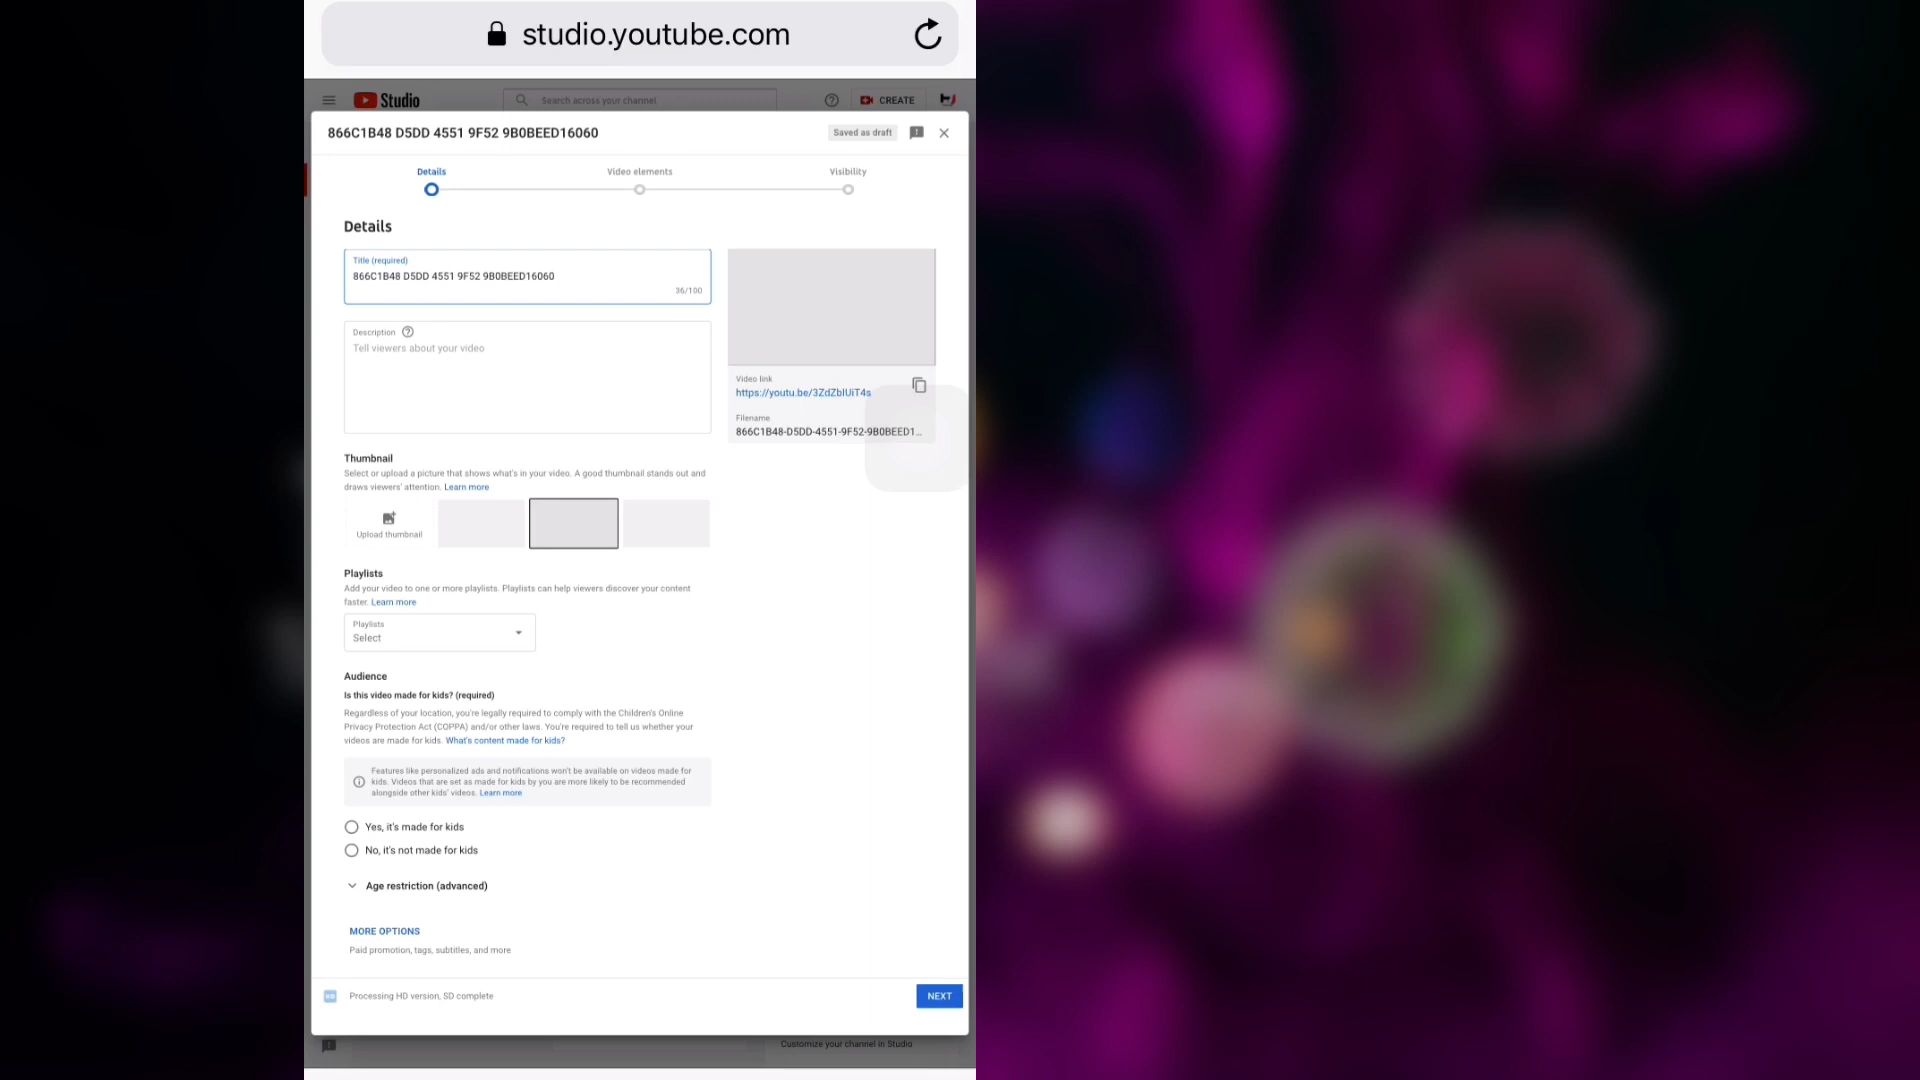 studio.youtube.com
Studio
Search across your channel
CREATE
866C1B48 D5DD 4551 9F52 9B0BEED16060
Saved as draft
Details
Video elements
Visibility
Details
Title (required)
866C1B48 D5DD 4551 9F52 9B0BEED16060
36/100
Description
Tell viewers about your video
Video link
https://youtu.be/3ZdZbIUiT4s
Filename
866C1B48-D5DD-4551-9F52-9B0BEED1...
Thumbnail
Select or upload a picture that shows what's in your video. A good thumbnail stands out and
draws viewers' attention. Learn more
Upload thumbnail
Playlists
Add your video to one or more playlists. Playlists can help viewers discover your content
faster. Learn more
Playlists
Select
Audience
Is this video made for kids? (required)
Regardless of your location, you're legally required to comply with the Children's Online
Privacy Protection Act (COPPA) and/or other laws. You're required to tell us whether your
videos are made for kids. What's content made for kids?
Features like personalized ads and notifications won't be available on videos made for
kids. Videos that are set as made for kids by you are more likely to be recommended
alongside other kids' videos. Learn more
Yes, it's made for kids
No, it's not made for kids
Age restriction (advanced)
MORE OPTIONS
Paid promotion, tags, subtitles, and more
HD
Processing HD version, SD complete
NEXT
Customize your channel in Studio